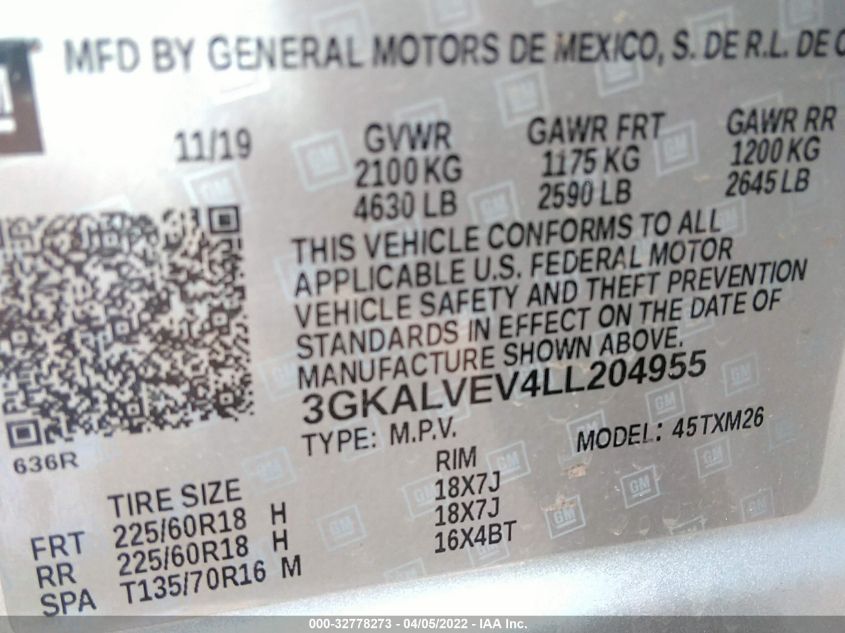 GM MFD BY GENERAL MOTORS DE MEXICO, S. DE R.L. DE C
11/19 GVWR GAWR FRT GAWR RR
2100 KG 1175 KG 1200 KG
4630 LB 2590 LB 2645 LB
THIS VEHICLE CONFORMS TO ALL
APPLICABLE U.S. FEDERAL MOTOR
VEHICLE SAFETY AND THEFT PREVENTION
STANDARDS IN EFFECT ON THE DATE OF
MANUFACTURE SHOWN ABOVE.
3GKALVEV4LL204955
TYPE: M.P.V. MODEL: 45TXM26
636R
TIRE SIZE RIM
FRT 225/60R18 H 18X7J
RR 225/60R18 H 18X7J
SPA T135/70R16 M 16X4BT
000-32778273 - 04/05/2022 - IAA Inc.